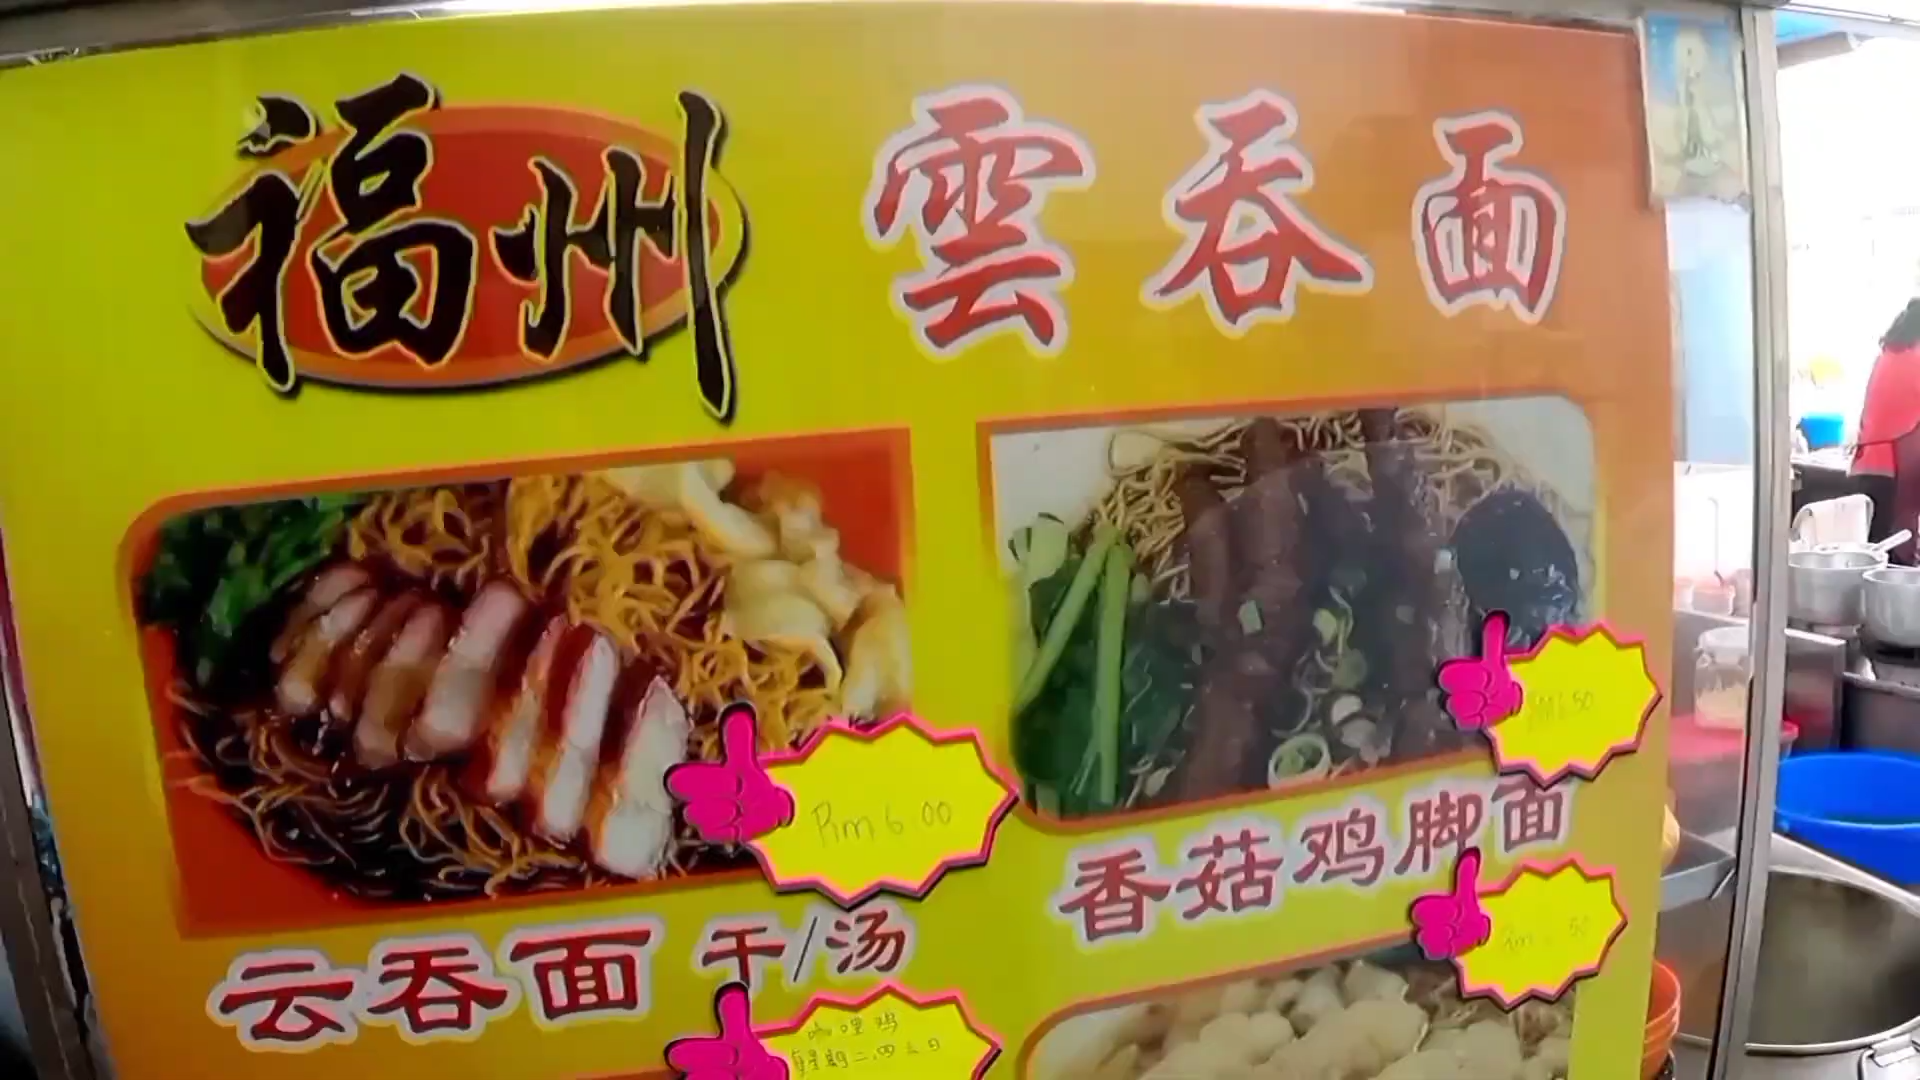 福州 雲吞面
Rm 6 00
云吞面 干/汤
香菇鸡脚面
咖哩鸡